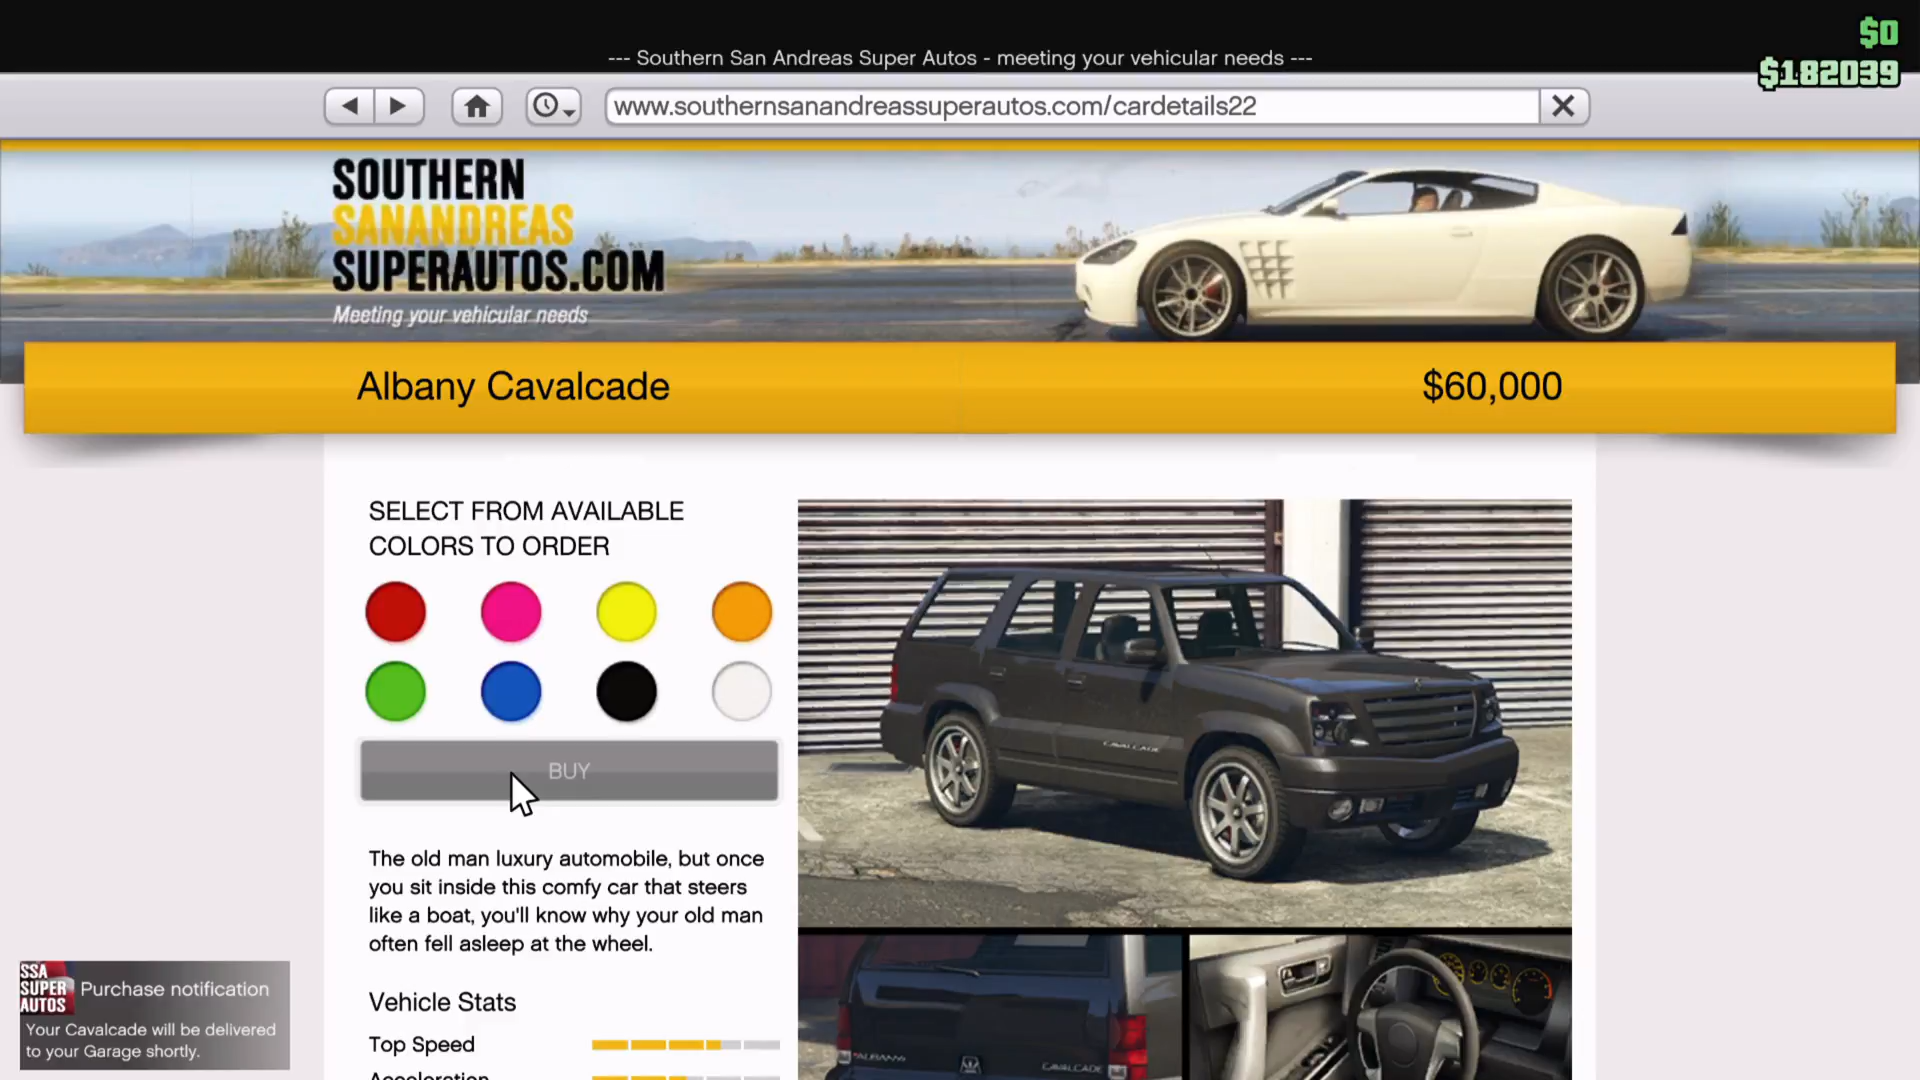 $0
--- Southern San Andreas Super Autos - meeting your vehicular needs ---
$182039
www.southernsanandreassuperautos.com/cardetails22
SOUTHERN
SANANDREAS
SUPERAUTOS.COM
Meeting your vehicular needs
Albany Cavalcade
$60,000
SELECT FROM AVAILABLE
COLORS TO ORDER
BUY
CAVALCADE
The old man luxury automobile, but once
you sit inside this comfy car that steers
like a boat, you'll know why your old man
often fell asleep at the wheel.
SSA
SUPER
AUTOS
Purchase notification
Your Cavalcade will be delivered
to your Garage shortly.
Vehicle Stats
Top Speed
Acceleration
ALBANY
CAVALCADE